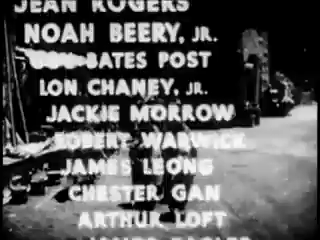 JEAN ROGERS
NOAH BEERY, JR.
BATES POST
LON CHANEY, JR.
JACKIE MORROW
ROBERT WARWICK
JAMES LEONG
CHESTER GAN
ARTHUR LOFT